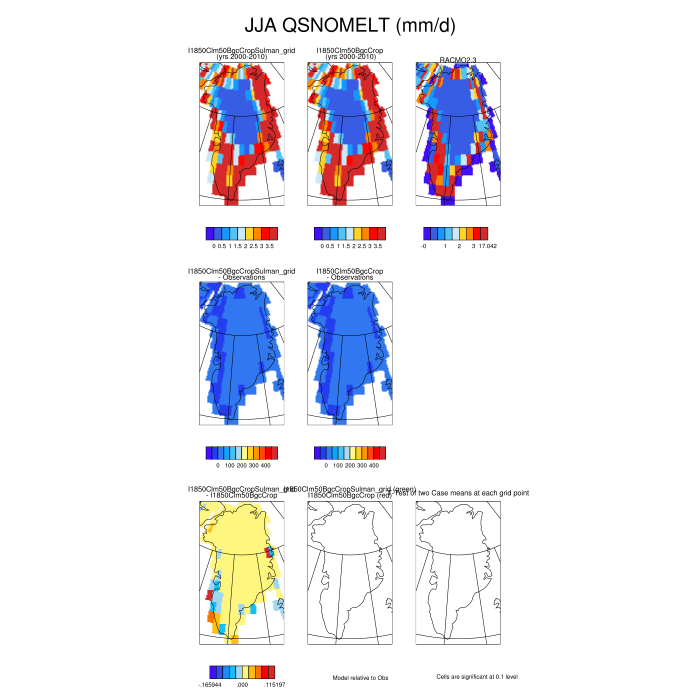 JJA QSNOMELT (mm/d)
I1850Clm50BgcCropSulman_grid
(yrs 2000-2010)
I1850Clm50BgcCrop
(yrs 2000-2010)
RACMO2.3
0 0.5 1 1.5 2 2.5 3 3.5
0 0.5 1 1.5 2 2.5 3 3.5
-0 1 2 3 17.042
I1850Clm50BgcCropSulman_grid
- Observations
I1850Clm50BgcCrop
- Observations
0 100 200 300 400
0 100 200 300 400
I1850Clm50BgcCropSulman_grid
- I1850Clm50BgcCrop
I1850Clm50BgcCropSulman_grid (green)
I1850Clm50BgcCrop (red)
-Test of two Case means at each grid point
-.165944 .000 .115197
Model relative to Obs
Cells are significant at 0.1 level